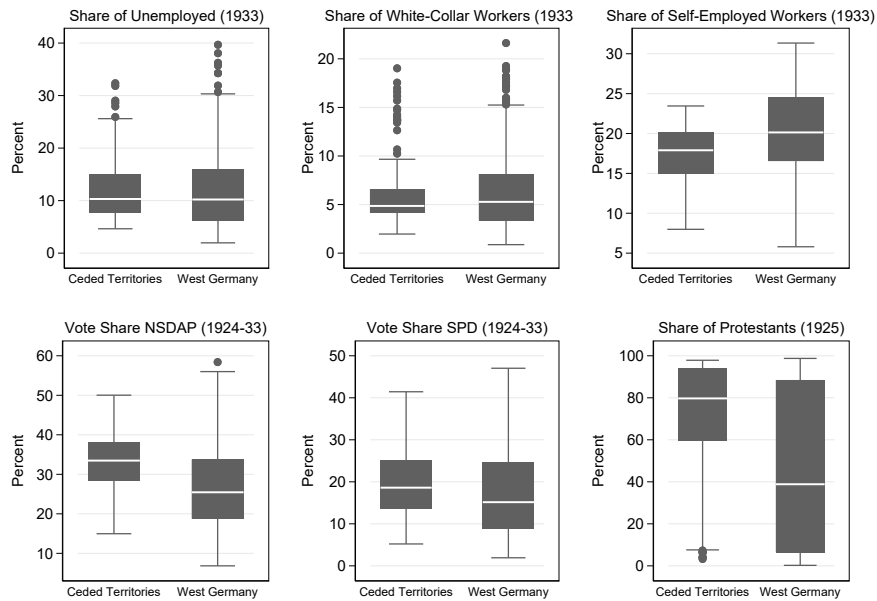 Share of Unemployed (1933)
40
30
20
10
0
Percent
Ceded Territories West Germany
Share of White-Collar Workers (1933
20
15
10
5
0
Percent
Ceded Territories West Germany
Share of Self-Employed Workers (1933)
30
25
20
15
10
5
Percent
Ceded Territories West Germany
Vote Share NSDAP (1924-33)
60
50
40
30
20
10
Percent
Ceded Territories West Germany
Vote Share SPD (1924-33)
50
40
30
20
10
0
Percent
Ceded Territories West Germany
Share of Protestants (1925)
100
80
60
40
20
0
Percent
Ceded Territories West Germany